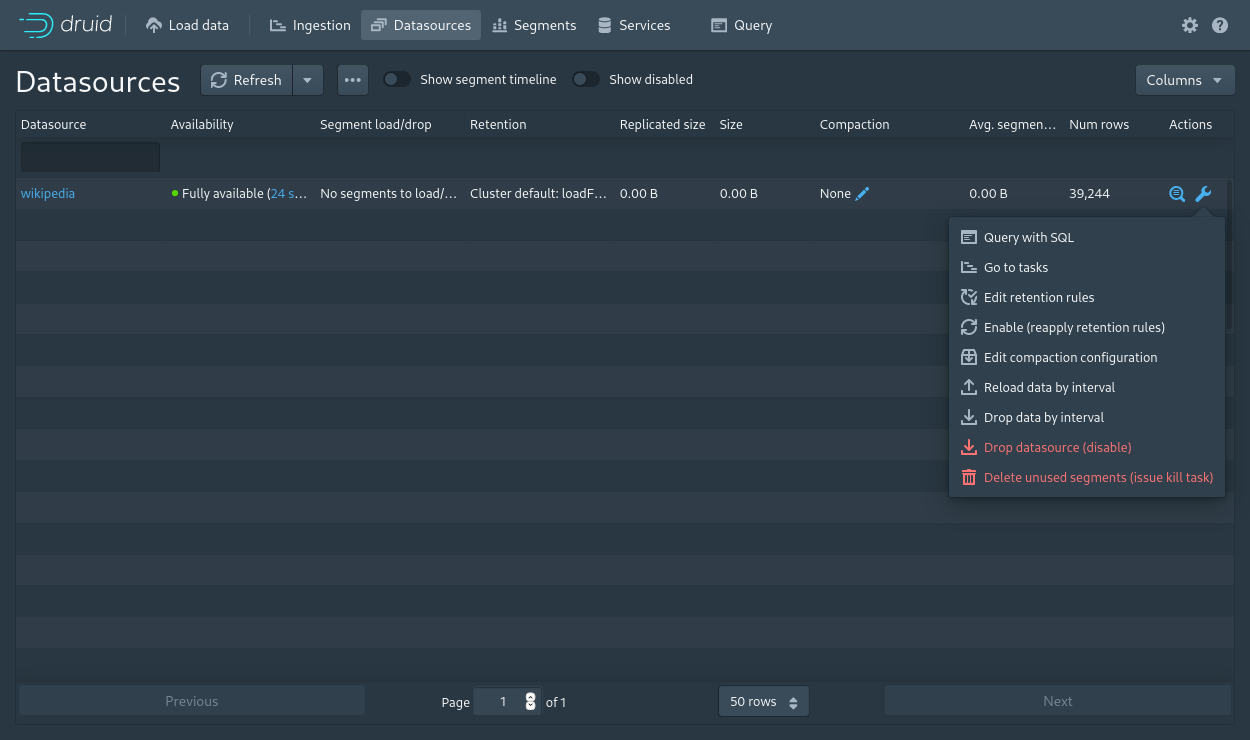 druid Load data Ingestion Datasources Segments Services Query
Datasources Refresh Show segment timeline Show disabled Columns
Datasource Availability Segment load/drop Retention Replicated size Size Compaction Avg. segmen... Num rows Actions
wikipedia Fully available (24 s... No segments to load/... Cluster default: loadF... 0.00 B 0.00 B None 0.00 B 39,244
Query with SQL
Go to tasks
Edit retention rules
Enable (reapply retention rules)
Edit compaction configuration
Reload data by interval
Drop data by interval
Drop datasource (disable)
Delete unused segments (issue kill task)
Previous Page 1 of 1 50 rows Next